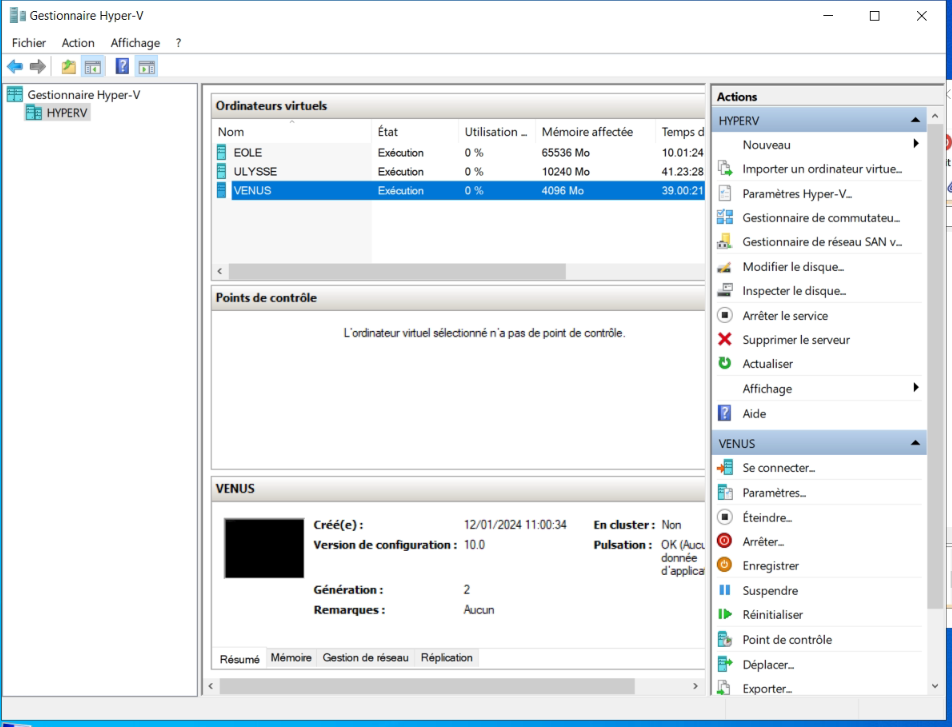 Gestionnaire Hyper-V
Fichier Action Affichage ?
Gestionnaire Hyper-V
HYPERV
Ordinateurs virtuels
Nom État Utilisation ... Mémoire affectée Temps d
EOLE Exécution 0 % 65536 Mo 10.01:24
ULYSSE Exécution 0 % 10240 Mo 41.23:28
VENUS Exécution 0 % 4096 Mo 39.00:21
Points de contrôle
L'ordinateur virtuel sélectionné n'a pas de point de contrôle.
VENUS
Créé(e) : 12/01/2024 11:00:34 En cluster : Non
Version de configuration : 10.0 Pulsation : OK (Aucu
donnée
d'applica
Génération : 2
Remarques : Aucun
Résumé Mémoire Gestion de réseau Réplication
Actions
HYPERV
Nouveau
Importer un ordinateur virtue...
Paramètres Hyper-V...
Gestionnaire de commutateu...
Gestionnaire de réseau SAN v...
Modifier le disque...
Inspecter le disque...
Arrêter le service
Supprimer le serveur
Actualiser
Affichage
Aide
VENUS
Se connecter...
Paramètres...
Éteindre...
Arrêter...
Enregistrer
Suspendre
Réinitialiser
Point de contrôle
Déplacer...
Exporter...